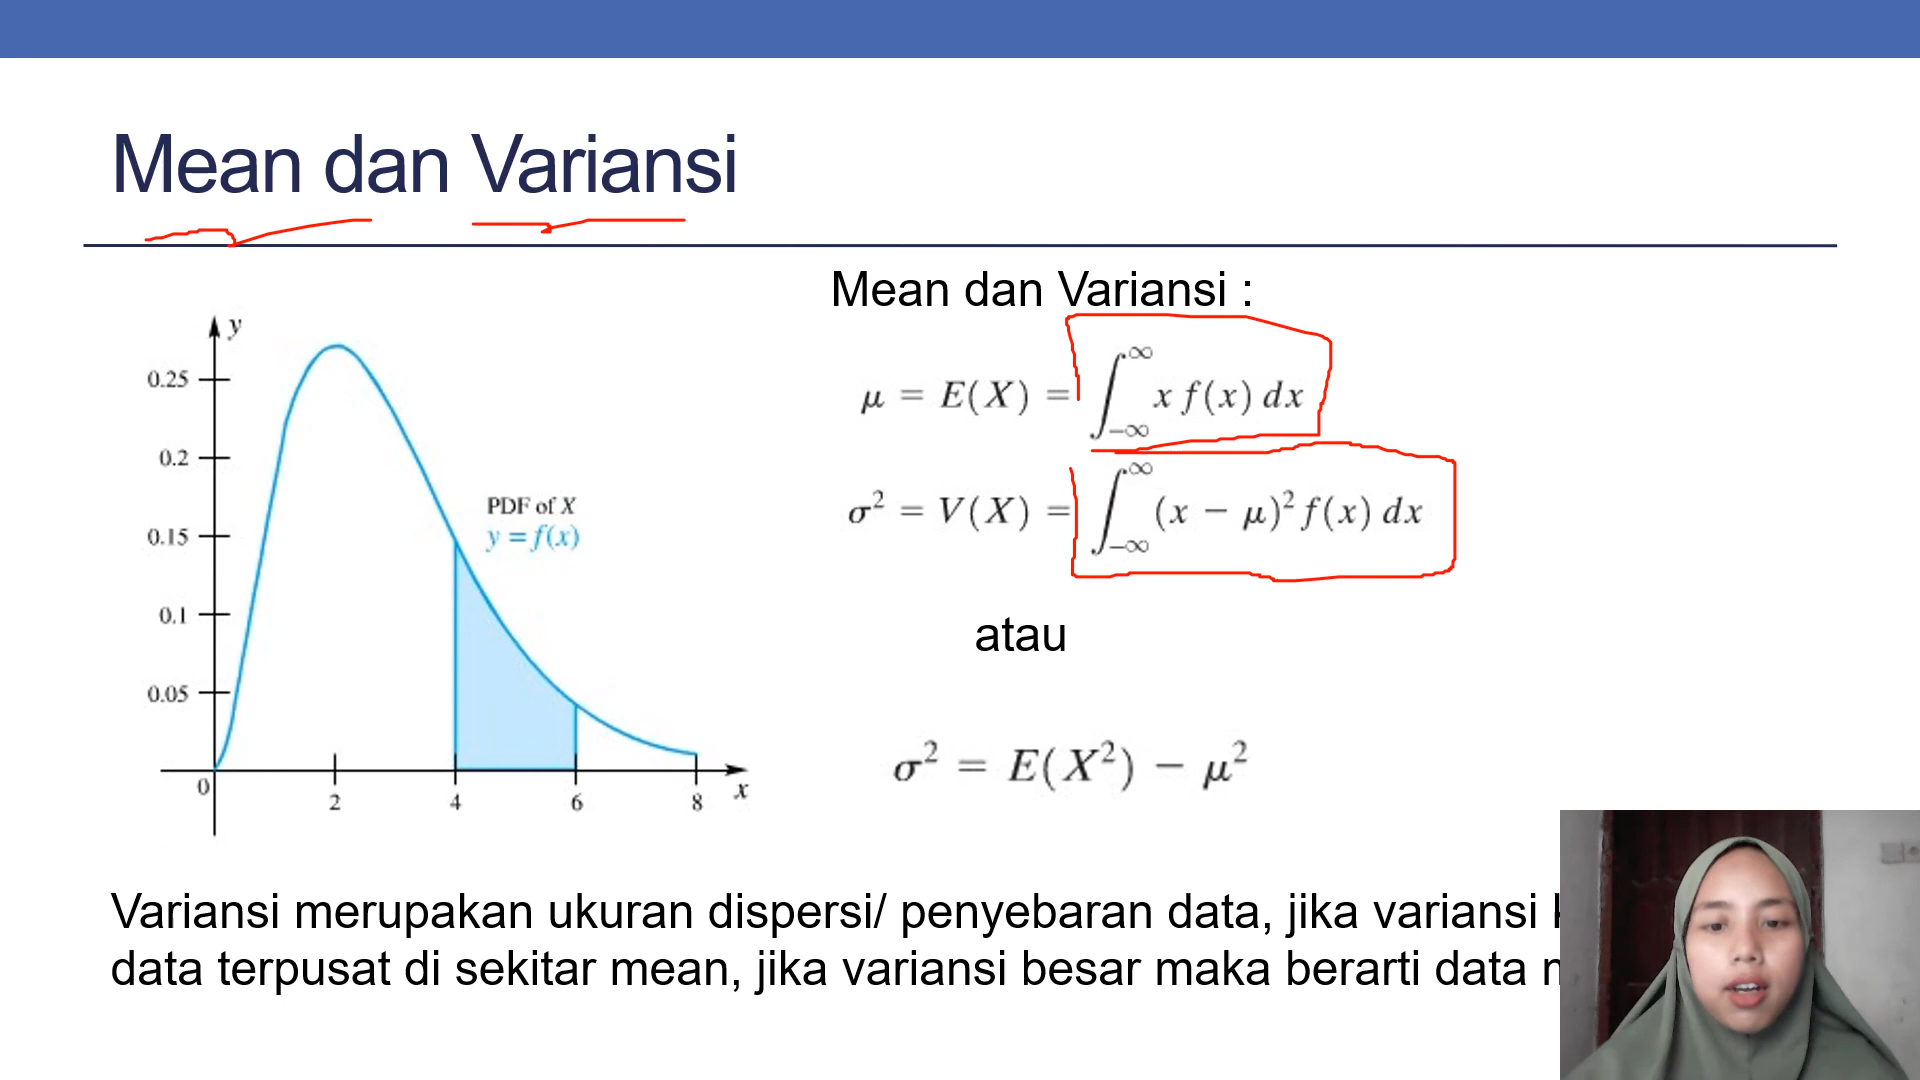 Mean dan Variansi
Mean dan Variansi :
y
0.25
0.2
0.15
0.1
0.05
0
2
4
6
8
x
PDF of X
y = f(x)
μ = E(X) = ∫_{-∞}^{∞} x f(x) dx
σ² = V(X) = ∫_{-∞}^{∞} (x − μ)² f(x) dx
atau
σ² = E(X²) − μ²
Variansi merupakan ukuran dispersi/ penyebaran data, jika variansi
data terpusat di sekitar mean, jika variansi besar maka berarti data